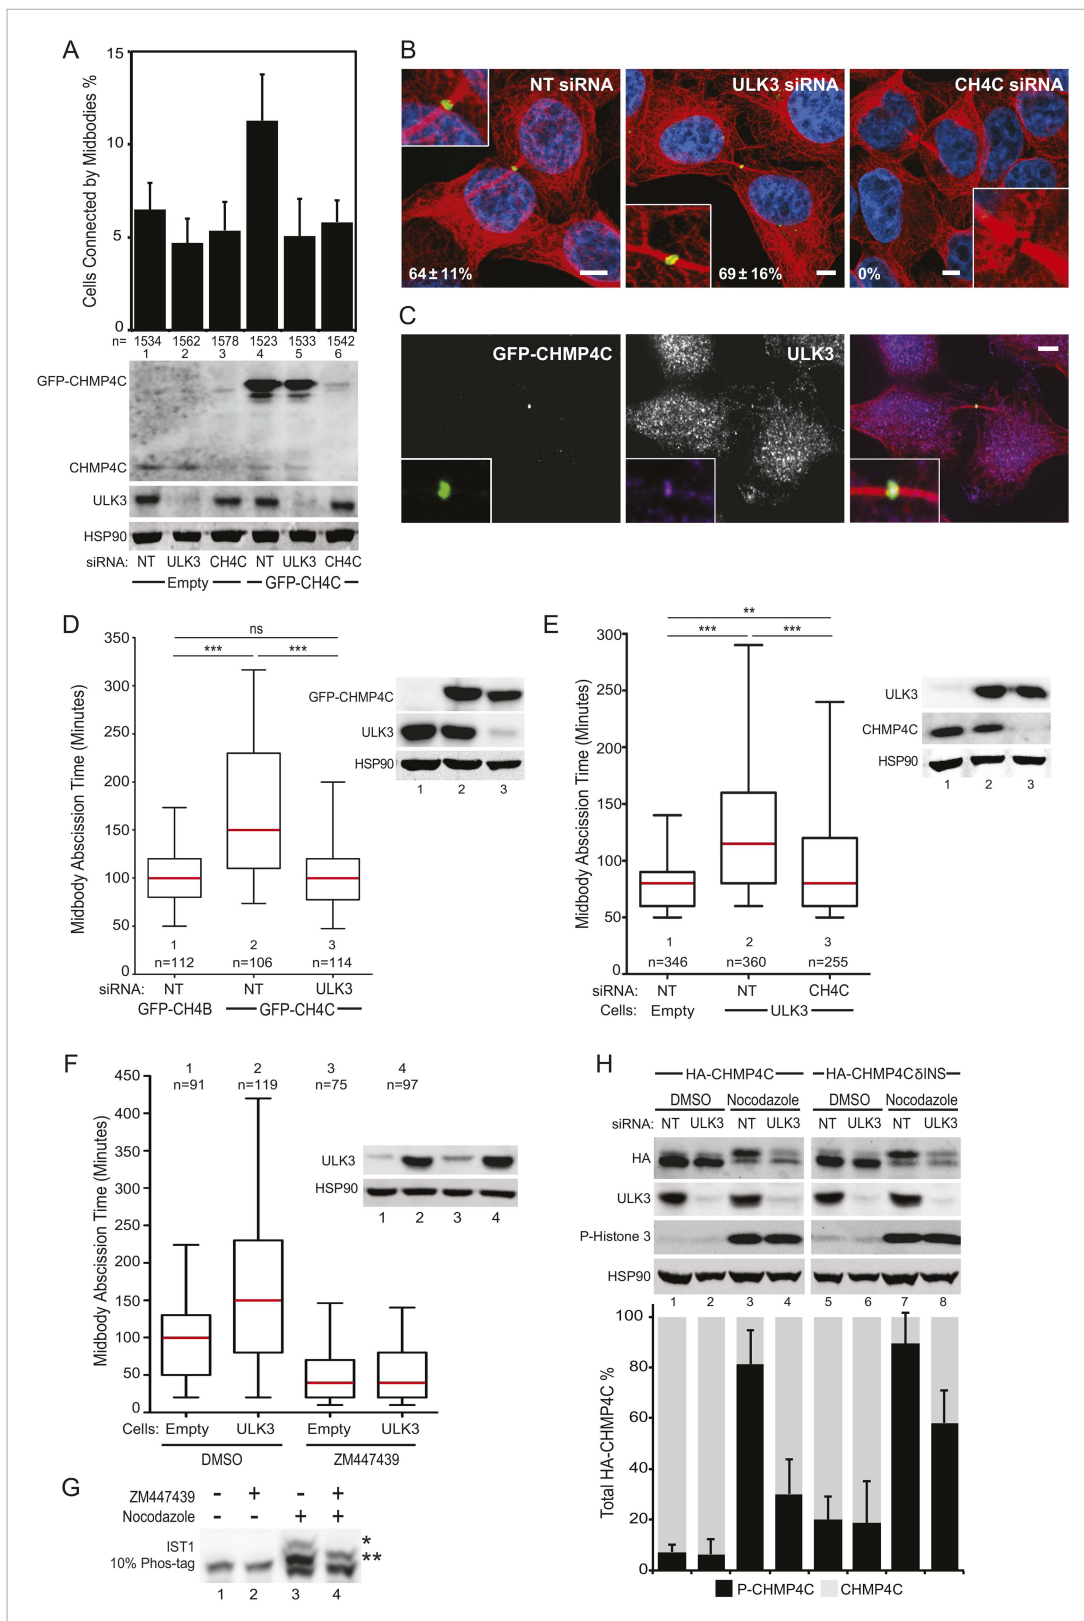 A
15
10
5
0
Cells Connected by Midbodies %
n= 1534 1562 1578 1523 1533 1542
1 2 3 4 5 6
GFP-CHMP4C
CHMP4C
ULK3
HSP90
siRNA: NT ULK3 CH4C NT ULK3 CH4C
Empty GFP-CH4C
B
NT siRNA
64±11%
ULK3 siRNA
69±16%
CH4C siRNA
0%
C
GFP-CHMP4C
ULK3
D
350
300
250
200
150
100
50
0
Midbody Abscission Time (Minutes)
ns
*** ***
1 2 3
n=112 n=106 n=114
siRNA: NT NT ULK3
GFP-CH4B GFP-CH4C
GFP-CHMP4C
ULK3
HSP90
1 2 3
E
300
250
200
150
100
50
0
Midbody Abscission Time (Minutes)
**
*** ***
1 2 3
n=346 n=360 n=255
siRNA: NT NT CH4C
Cells: Empty ULK3
ULK3
CHMP4C
HSP90
1 2 3
F
450
400
350
300
250
200
150
100
50
0
Midbody Abscission Time (Minutes)
1 2 3 4
n=91 n=119 n=75 n=97
ULK3
HSP90
1 2 3 4
Cells: Empty ULK3 Empty ULK3
DMSO ZM447439
G
ZM447439 - + - +
Nocodazole - - + +
IST1
10% Phos-tag
*
**
1 2 3 4
H
HA-CHMP4C HA-CHMP4CδINS
DMSO Nocodazole DMSO Nocodazole
siRNA: NT ULK3 NT ULK3 NT ULK3 NT ULK3
HA
ULK3
P-Histone 3
HSP90
1 2 3 4 5 6 7 8
100
80
60
40
20
0
Total HA-CHMP4C %
P-CHMP4C CHMP4C